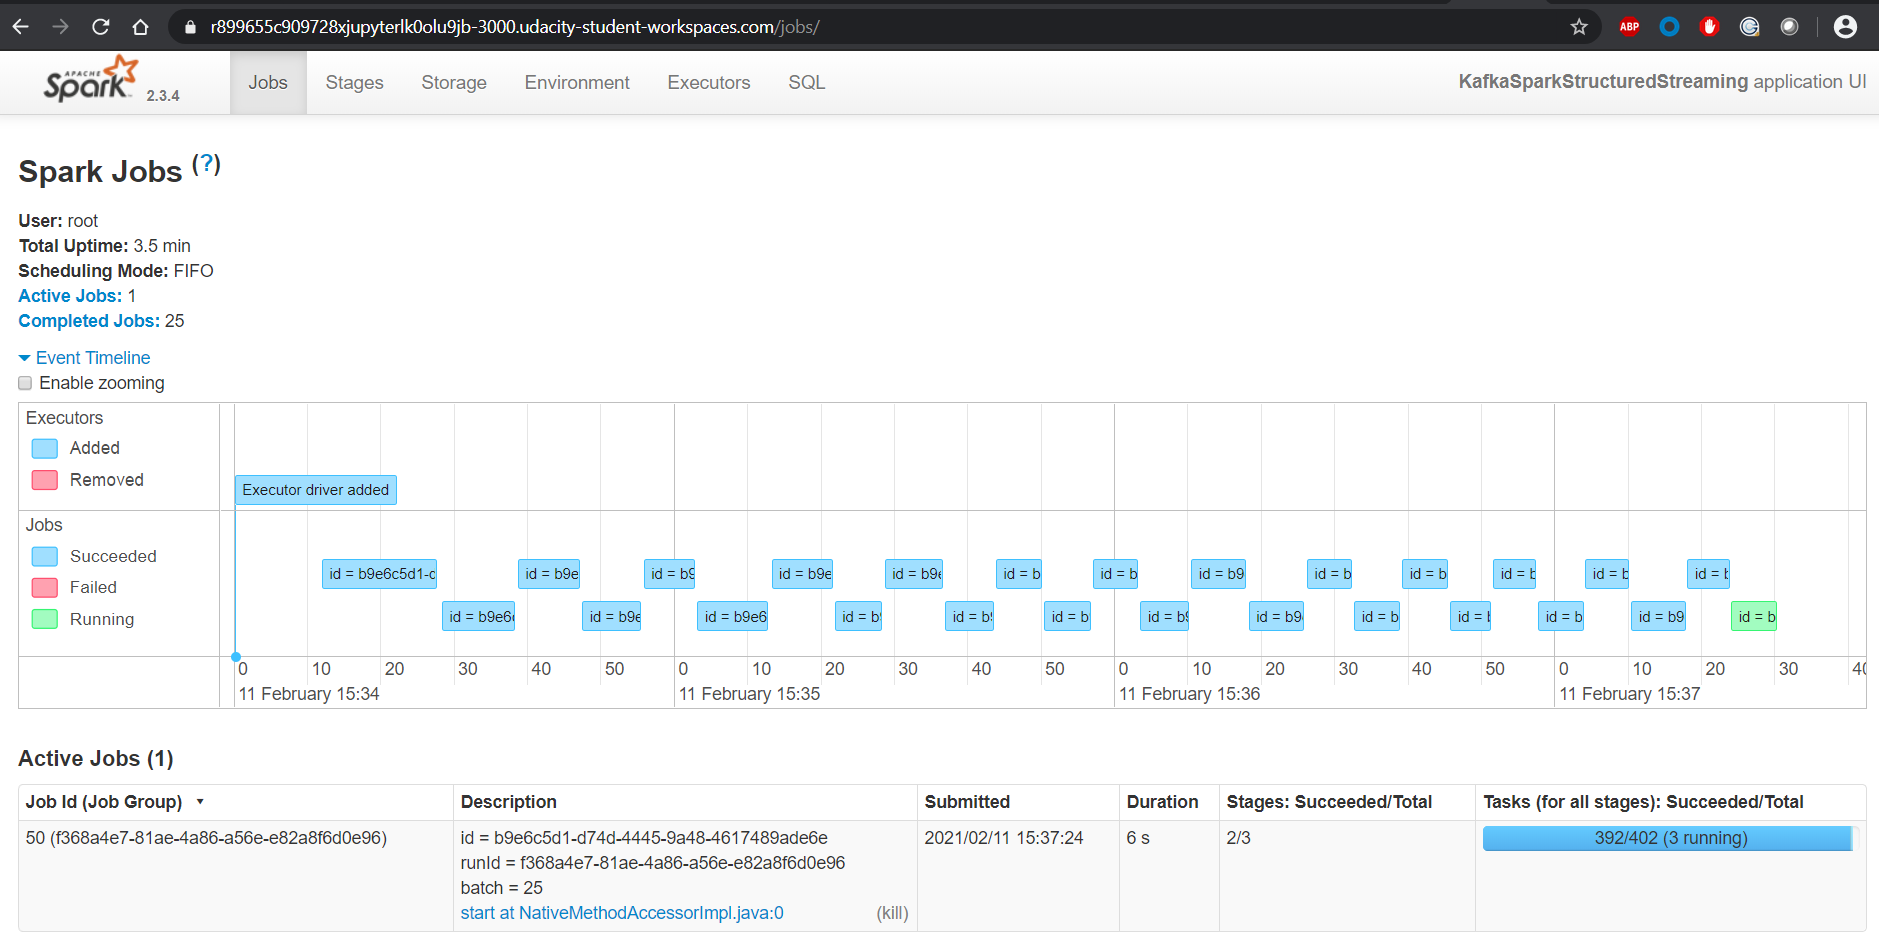 r899655c909728xjupyterlk0olu9jb-3000.udacity-student-workspaces.com/jobs/
ABP
APACHE
Spark 2.3.4
Jobs
Stages
Storage
Environment
Executors
SQL
KafkaSparkStructuredStreaming application UI
Spark Jobs (?)
User: root
Total Uptime: 3.5 min
Scheduling Mode: FIFO
Active Jobs: 1
Completed Jobs: 25
Event Timeline
Enable zooming
Executors
Added
Removed
Executor driver added
Jobs
Succeeded
Failed
Running
id = b9e6c5d1-d id = b9e id = b9 id = b9e id = b9e id = b id = b id = b9 id = b id = b id = b id = b id = b
id = b9e6 id = b9e id = b9e6 id = b id = b9 id = b id = b9 id = b9 id = b id = b id = b id = b9 id = b
0 10 20 30 40 50 0 10 20 30 40 50 0 10 20 30 40 50 0 10 20 30 40
11 February 15:34 11 February 15:35 11 February 15:36 11 February 15:37
Active Jobs (1)
Job Id (Job Group) ▾ Description Submitted Duration Stages: Succeeded/Total Tasks (for all stages): Succeeded/Total
50 (f368a4e7-81ae-4a86-a56e-e82a8f6d0e96) id = b9e6c5d1-d74d-4445-9a48-4617489ade6e 2021/02/11 15:37:24 6 s 2/3 392/402 (3 running)
runId = f368a4e7-81ae-4a86-a56e-e82a8f6d0e96
batch = 25
start at NativeMethodAccessorImpl.java:0 (kill)